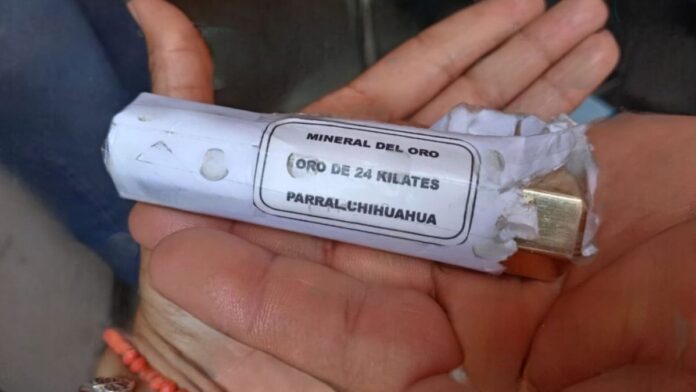 MINERAL DEL ORO
ORO DE 24 KILATES
PARRAL.CHIHUAHUA